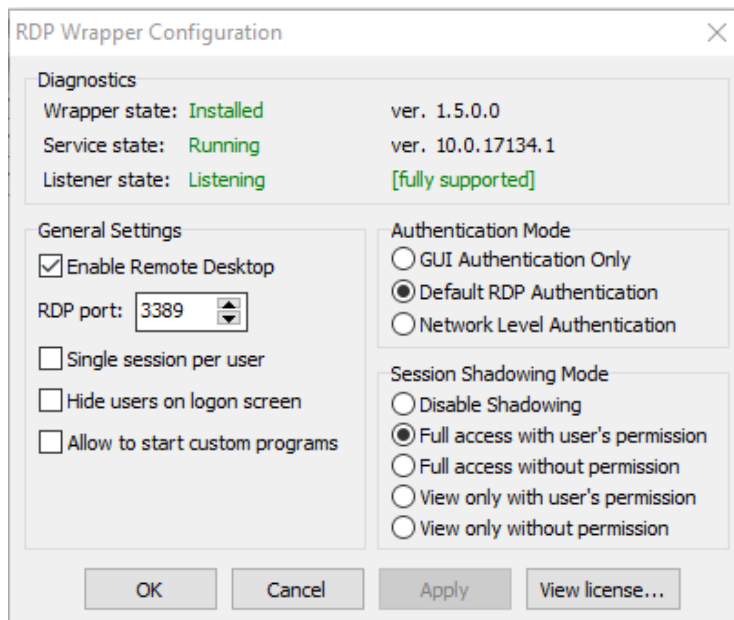 RDP Wrapper Configuration
Diagnostics
Wrapper state: Installed ver. 1.5.0.0
Service state: Running ver. 10.0.17134.1
Listener state: Listening [fully supported]
General Settings
Enable Remote Desktop
RDP port: 3389
Single session per user
Hide users on logon screen
Allow to start custom programs
Authentication Mode
GUI Authentication Only
Default RDP Authentication
Network Level Authentication
Session Shadowing Mode
Disable Shadowing
Full access with user's permission
Full access without permission
View only with user's permission
View only without permission
OK Cancel Apply View license...